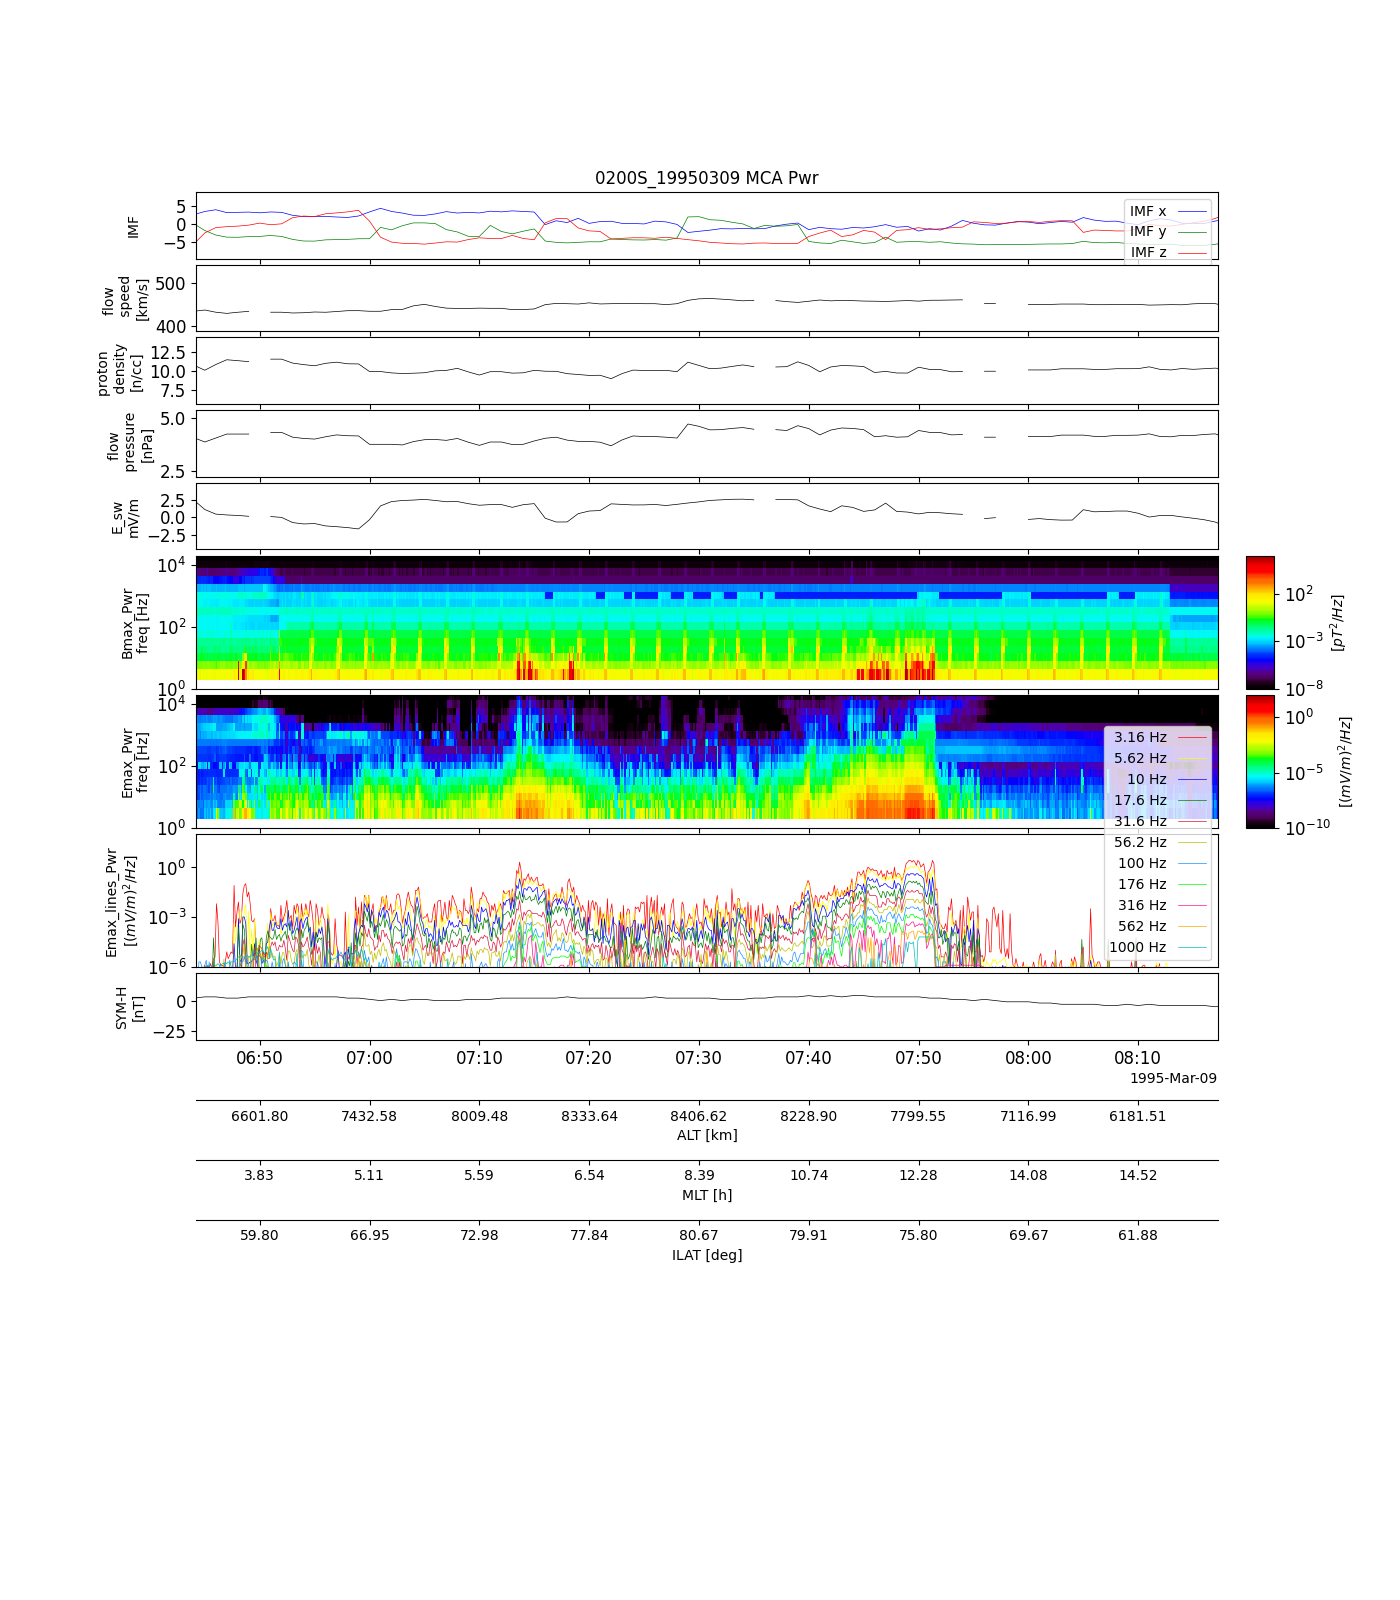 0200S_19950309 MCA Pwr
IMF
5
0
−5
IMF x
IMF y
IMF z
flow
speed
[km/s]
500
400
proton
density
[n/cc]
12.5
10.0
7.5
flow
pressure
[nPa]
5.0
2.5
E_sw
mV/m
2.5
0.0
−2.5
Bmax_Pwr
freq [Hz]
10^4
10^2
10^0
10^2
10^−3
10^−8
[pT^2/Hz]
Emax_Pwr
freq [Hz]
10^4
10^2
10^0
10^0
10^−5
10^−10
[(mV/m)^2/Hz]
Emax_lines_Pwr
[(mV/m)^2/Hz]
10^0
10^−3
10^−6
3.16 Hz
5.62 Hz
10 Hz
17.6 Hz
31.6 Hz
56.2 Hz
100 Hz
176 Hz
316 Hz
562 Hz
1000 Hz
SYM-H
[nT]
0
−25
06:50 07:00 07:10 07:20 07:30 07:40 07:50 08:00 08:10
1995-Mar-09
6601.80 7432.58 8009.48 8333.64 8406.62 8228.90 7799.55 7116.99 6181.51
ALT [km]
3.83 5.11 5.59 6.54 8.39 10.74 12.28 14.08 14.52
MLT [h]
59.80 66.95 72.98 77.84 80.67 79.91 75.80 69.67 61.88
ILAT [deg]